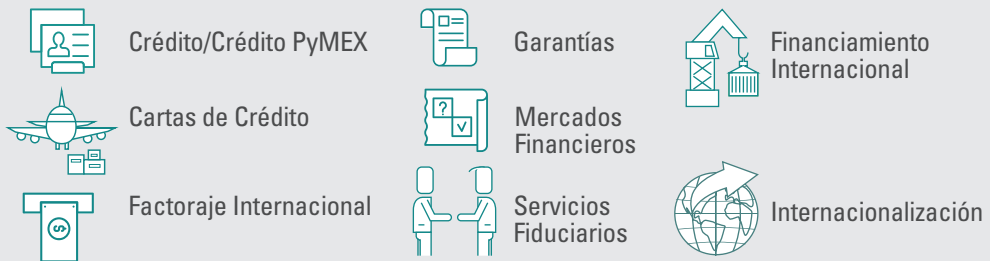 Crédito/Crédito PyMEX
Cartas de Crédito
Factoraje Internacional
Garantías
?
Mercados
Financieros
Servicios
Fiduciarios
Financiamiento
Internacional
Internacionalización
$